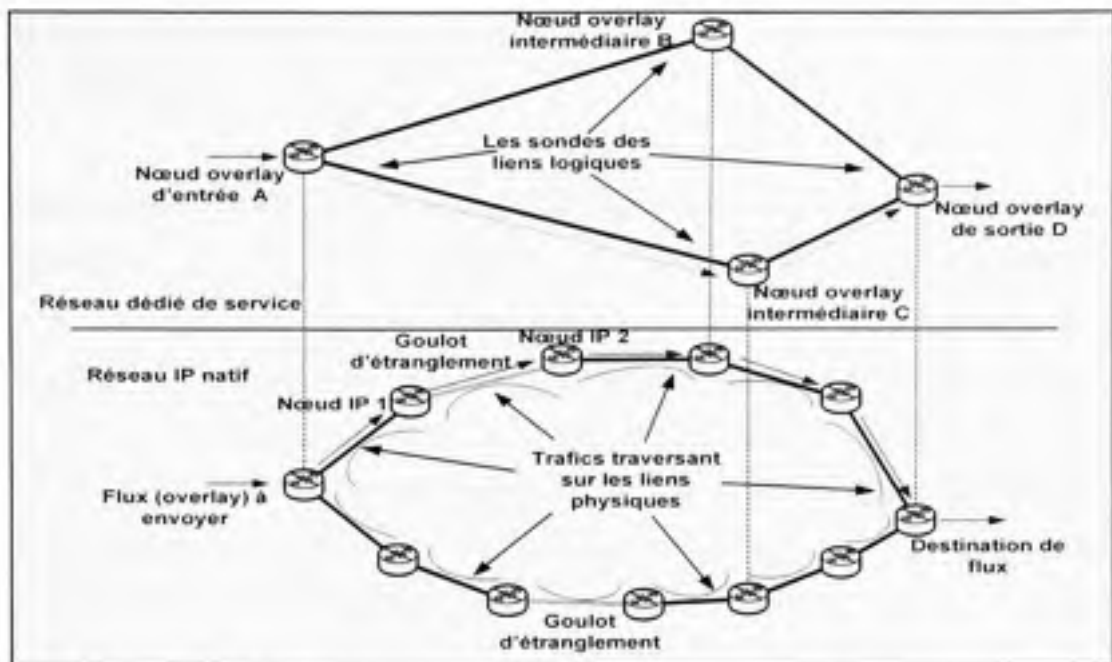 Nœud overlay
intermédiaire B
Les sondes des
liens logiques
Nœud overlay
d'entrée A
Nœud overlay
de sortie D
Nœud overlay
intermédiaire C
Réseau dédié de service
Réseau IP natif
Goulot
d'étranglement
Nœud IP 2
Nœud IP 1
Trafics traversant
sur les liens
physiques
Flux (overlay) à
envoyer
Destination de
flux
Goulot
d'étranglement